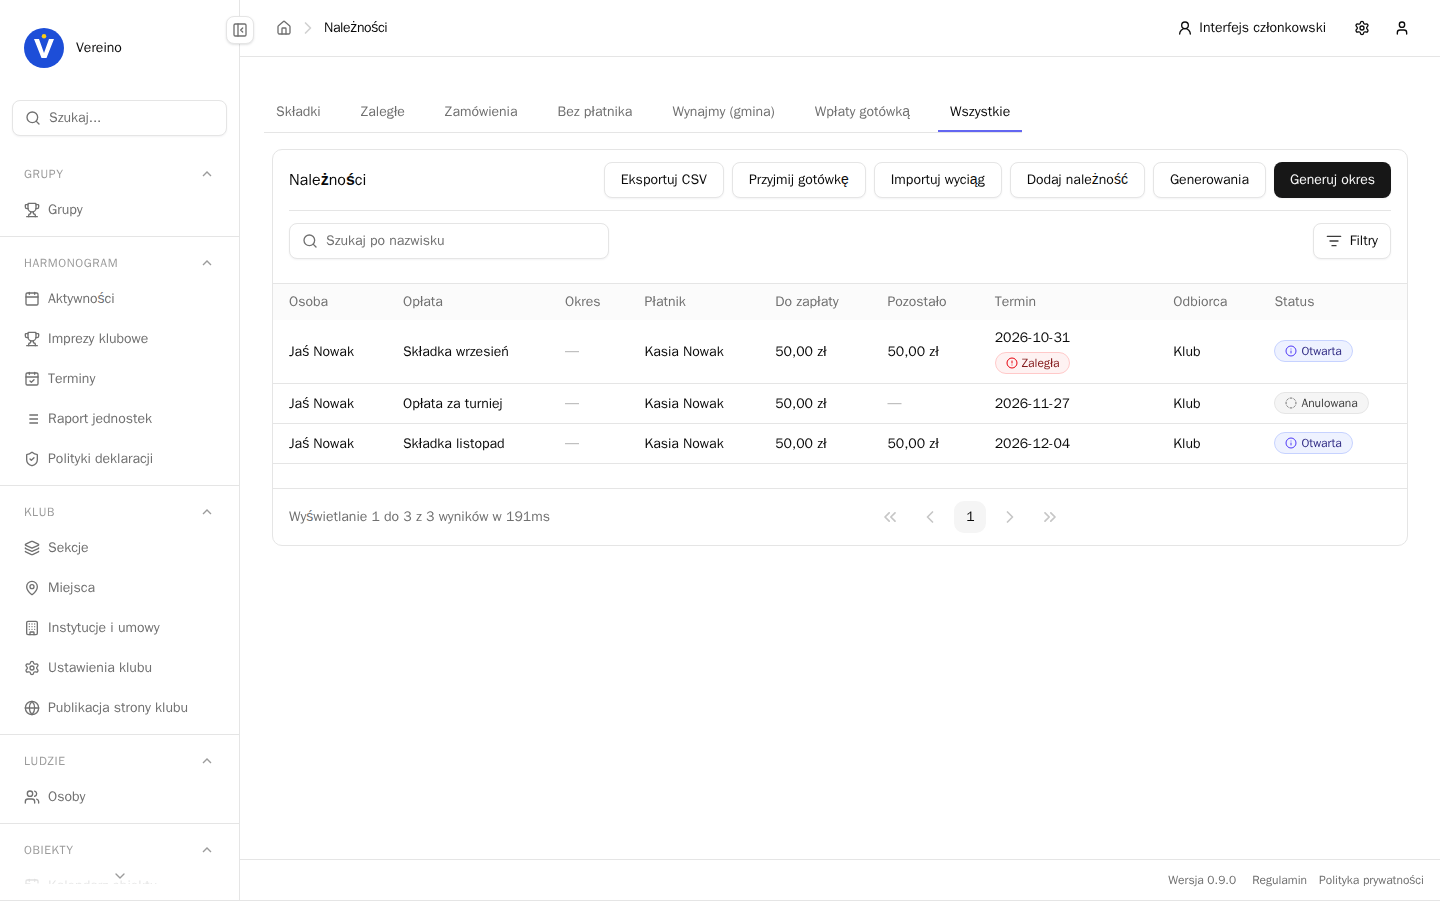 Vereino
Należności
Interfejs członkowski
Szukaj...
GRUPY
Grupy
HARMONOGRAM
Aktywności
Imprezy klubowe
Terminy
Raport jednostek
Polityki deklaracji
KLUB
Sekcje
Miejsca
Instytucje i umowy
Ustawienia klubu
Publikacja strony klubu
LUDZIE
Osoby
OBIEKTY
Składki Zaległe Zamówienia Bez płatnika Wynajmy (gmina) Wpłaty gotówką Wszystkie
Należności
Eksportuj CSV Przyjmij gotówkę Importuj wyciąg Dodaj należność Generowania Generuj okres
Szukaj po nazwisku
Filtry
Osoba Opłata Okres Płatnik Do zapłaty Pozostało Termin Odbiorca Status
Jaś Nowak Składka wrzesień — Kasia Nowak 50,00 zł 50,00 zł 2026-10-31 Zaległa Klub Otwarta
Jaś Nowak Opłata za turniej — Kasia Nowak 50,00 zł — 2026-11-27 Klub Anulowana
Jaś Nowak Składka listopad — Kasia Nowak 50,00 zł 50,00 zł 2026-12-04 Klub Otwarta
Wyświetlanie 1 do 3 z 3 wyników w 191ms
1
Wersja 0.9.0 Regulamin Polityka prywatności